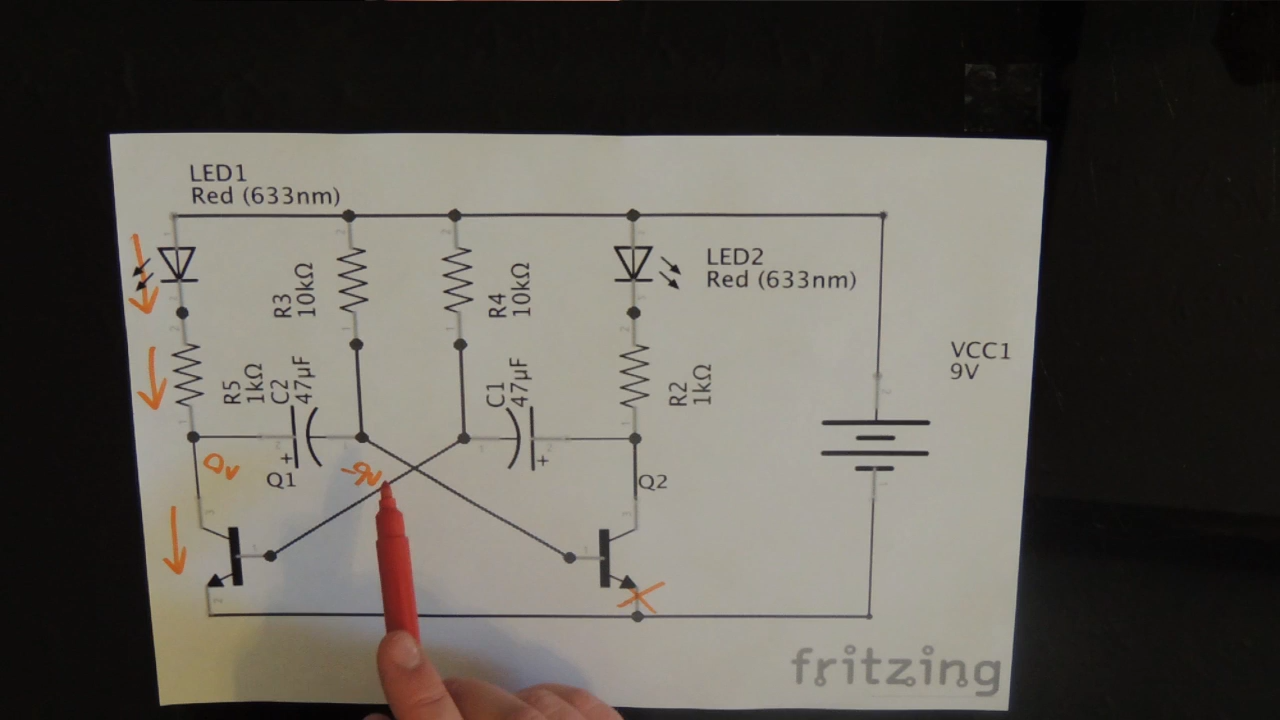 LED1
Red (633nm)
LED2
Red (633nm)
R3
10kΩ
R4
10kΩ
VCC1
9V
R5
1kΩ
C2
47µF
C1
47µF
R2
1kΩ
+
+
0v
-9v
Q1
Q2
fritzing